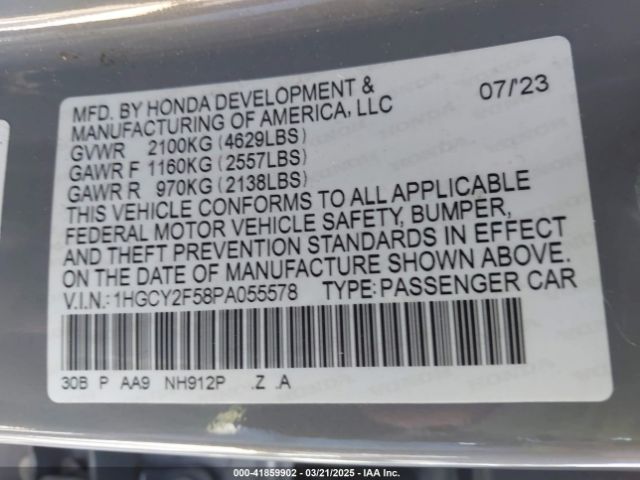 MFD. BY HONDA DEVELOPMENT &
MANUFACTURING OF AMERICA, LLC 07/'23
GVWR 2100KG (4629LBS)
GAWR F 1160KG (2557LBS)
GAWR R 970KG (2138LBS)
THIS VEHICLE CONFORMS TO ALL APPLICABLE
FEDERAL MOTOR VEHICLE SAFETY, BUMPER,
AND THEFT PREVENTION STANDARDS IN EFFECT
ON THE DATE OF MANUFACTURE SHOWN ABOVE.
V.I.N.:1HGCY2F58PA055578 TYPE:PASSENGER CAR
30B P AA9 NH912P .Z .A
000-41859902 - 03/21/2025 - IAA Inc.